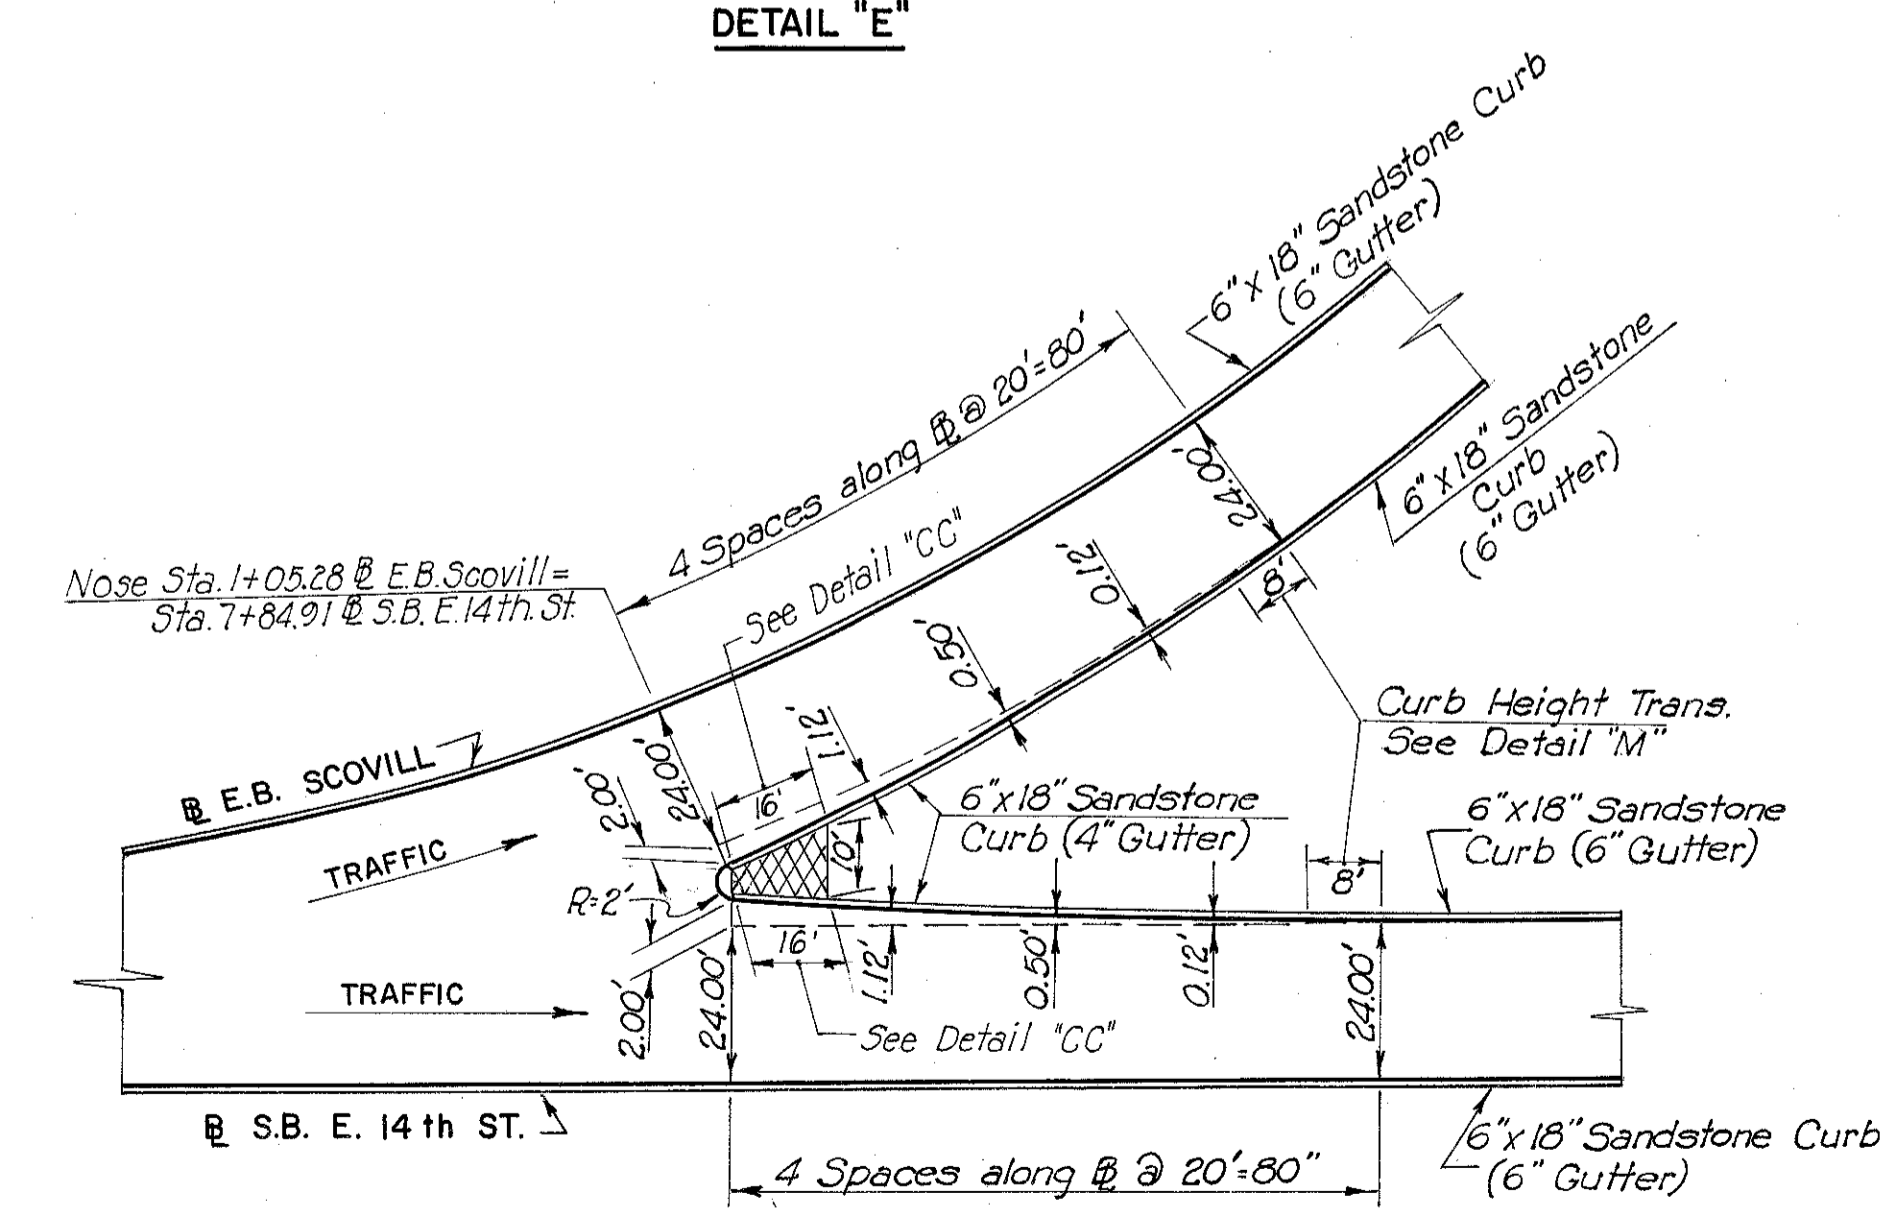 DETAIL "E"
6" x 18" Sandstone Curb
(6" Gutter)
4 Spaces along ℄ @ 20'=80'
24.00'
6" x 18" Sandstone
Curb
(6" Gutter)
See Detail "CC"
Nose Sta. 1+05.28 ℄ E.B. Scovill =
Sta. 7+84.91 ℄ S.B. E. 14th. St.
0.12'
8'
0.50'
1.12'
Curb Height Trans.
See Detail "M"
℄ E.B. SCOVILL
2.00'
24.00'
16'
6"x18" Sandstone
Curb (4" Gutter)
6"x18" Sandstone
Curb (6" Gutter)
TRAFFIC
10'
8'
R=2'
16'
1.12'
0.50'
0.12'
24.00'
TRAFFIC
2.00'
24.00'
See Detail "CC"
℄ S.B. E. 14 th ST.
6"x18" Sandstone Curb
(6" Gutter)
4 Spaces along ℄ @ 20'=80"